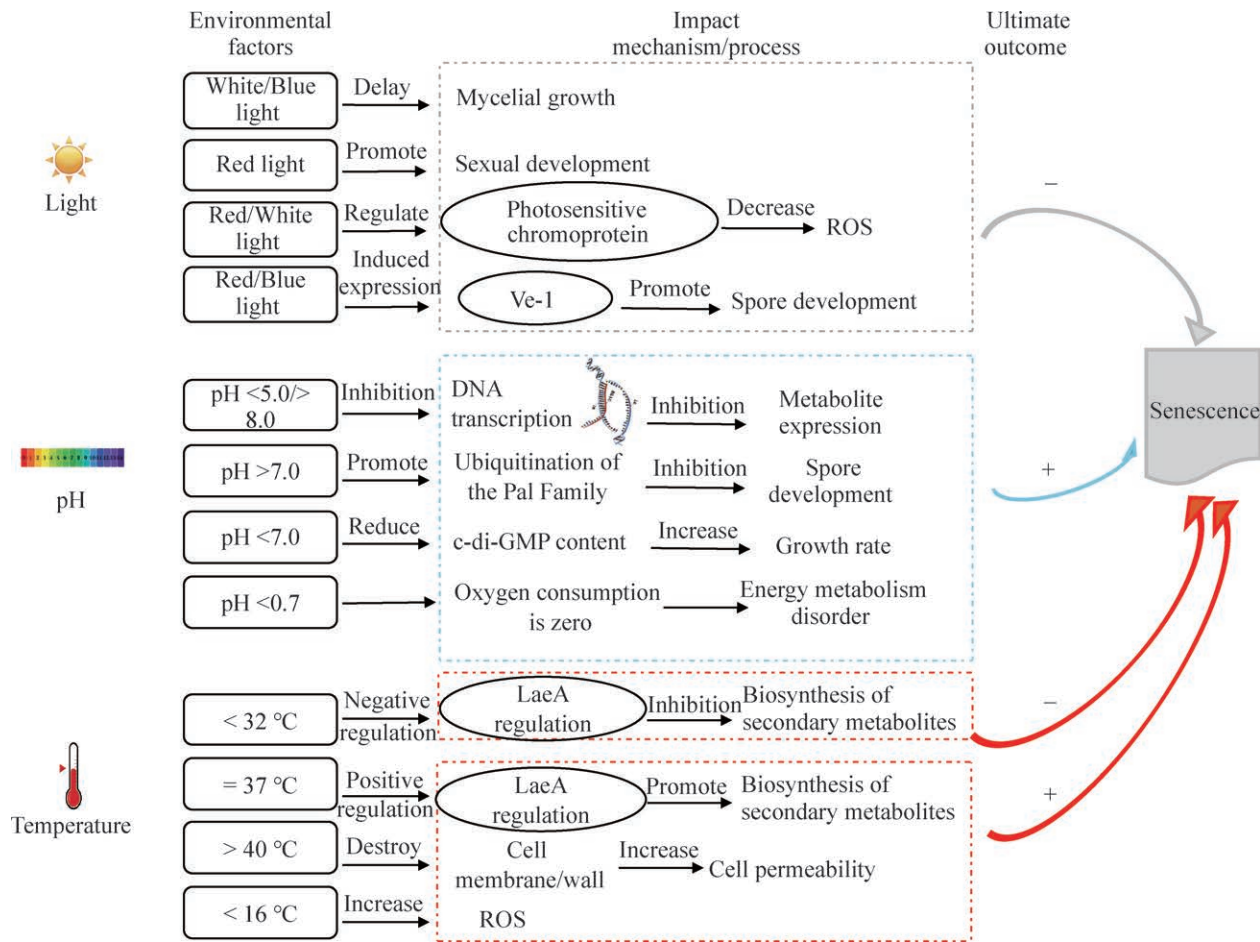 Environmental
factors
Impact
mechanism/process
Ultimate
outcome
White/Blue
light
Delay
Mycelial growth
Red light
Promote
Sexual development
Light
Red/White
light
Regulate
Photosensitive
chromoprotein
Decrease
ROS
Red/Blue
light
Induced
expression
Ve-1
Promote
Spore development
−
pH <5.0/>
8.0
Inhibition
DNA
transcription
Inhibition
Metabolite
expression
pH >7.0
Promote
Ubiquitination of
the Pal Family
Inhibition
Spore
development
pH
pH <7.0
Reduce
c-di-GMP content
Increase
Growth rate
pH <0.7
Oxygen consumption
is zero
Energy metabolism
disorder
+
Senescence
< 32 °C
Negative
regulation
LaeA
regulation
Inhibition
Biosynthesis of
secondary metabolites
−
= 37 °C
Positive
regulation
LaeA
regulation
Promote
Biosynthesis of
secondary metabolites
+
Temperature
> 40 °C
Destroy
Cell
membrane/wall
Increase
Cell permeability
< 16 °C
Increase
ROS